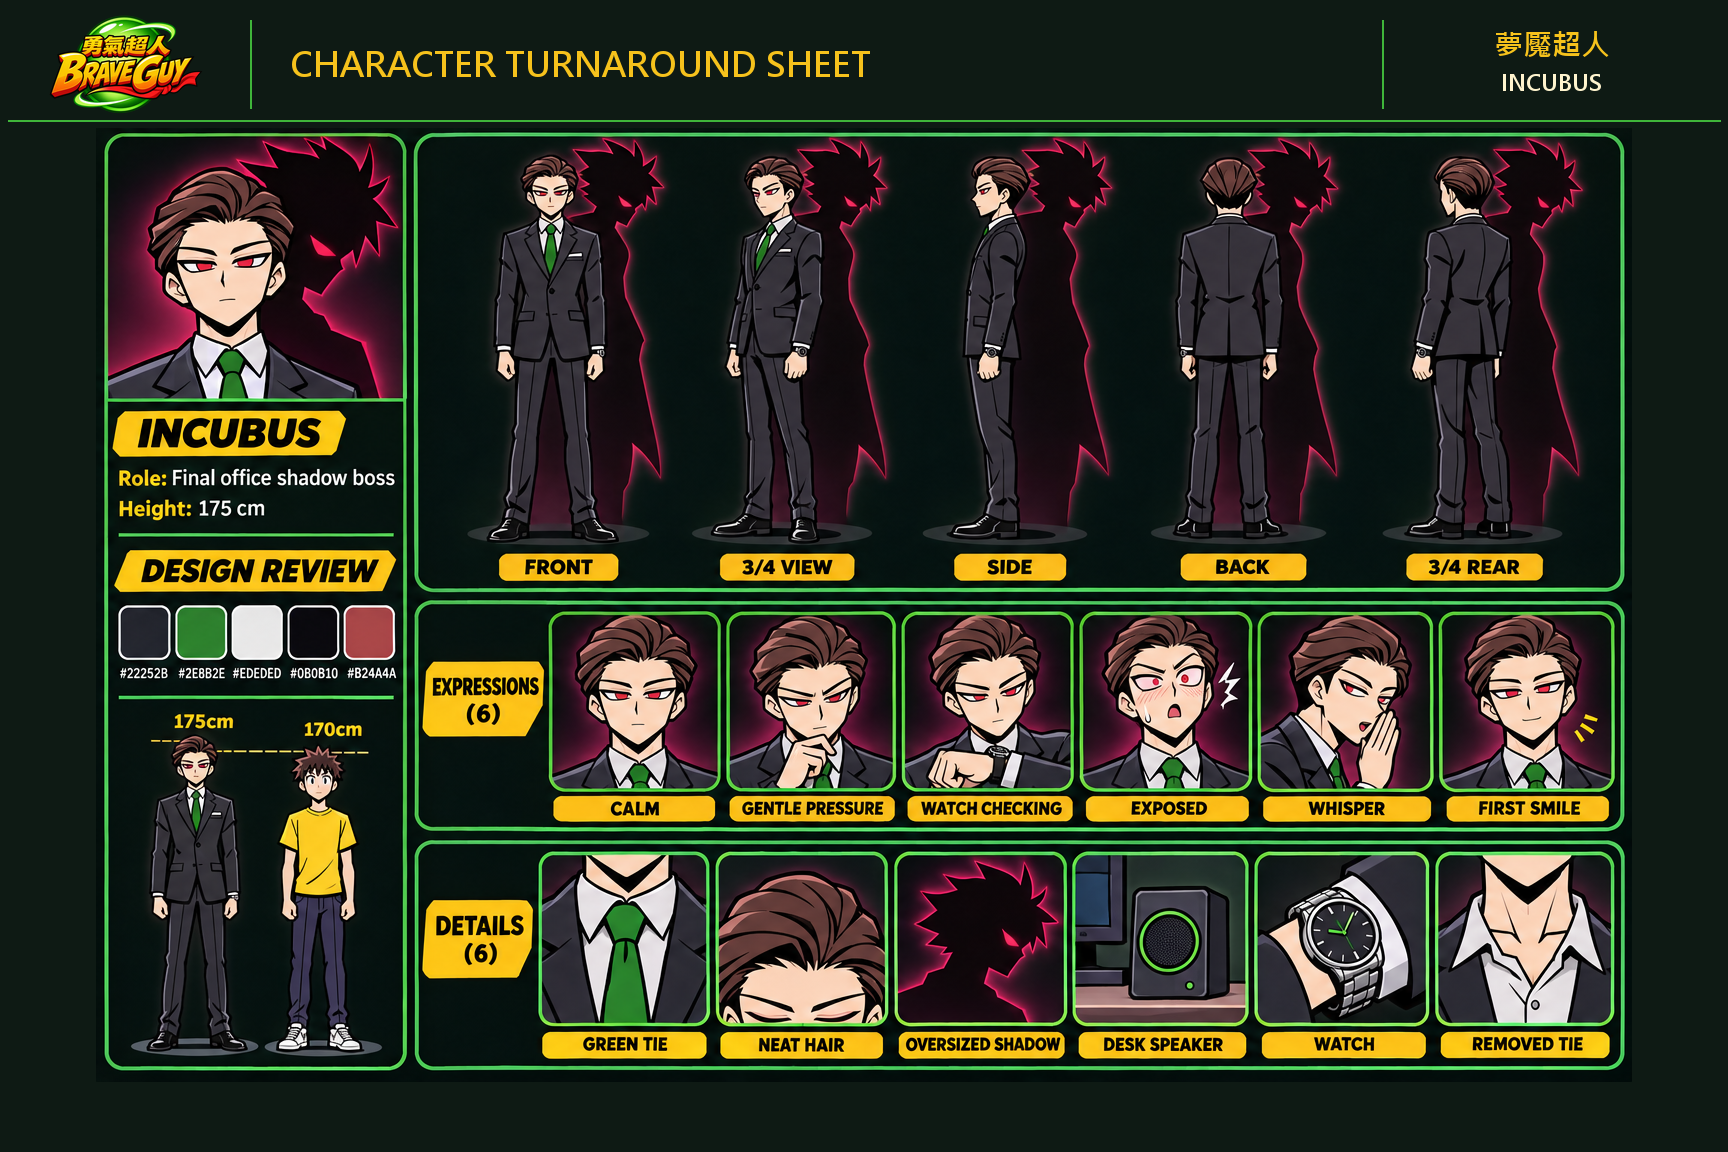 勇氣超人
BRAVE GUY
CHARACTER TURNAROUND SHEET
夢魘超人
INCUBUS
INCUBUS
Role: Final office shadow boss
Height: 175 cm
DESIGN REVIEW
#22252B #2E8B2E #EDEDED #0B0B10 #B24A4A
175cm
170cm
FRONT
3/4 VIEW
SIDE
BACK
3/4 REAR
EXPRESSIONS
(6)
CALM
GENTLE PRESSURE
WATCH CHECKING
EXPOSED
WHISPER
FIRST SMILE
DETAILS
(6)
GREEN TIE
NEAT HAIR
OVERSIZED SHADOW
DESK SPEAKER
WATCH
REMOVED TIE